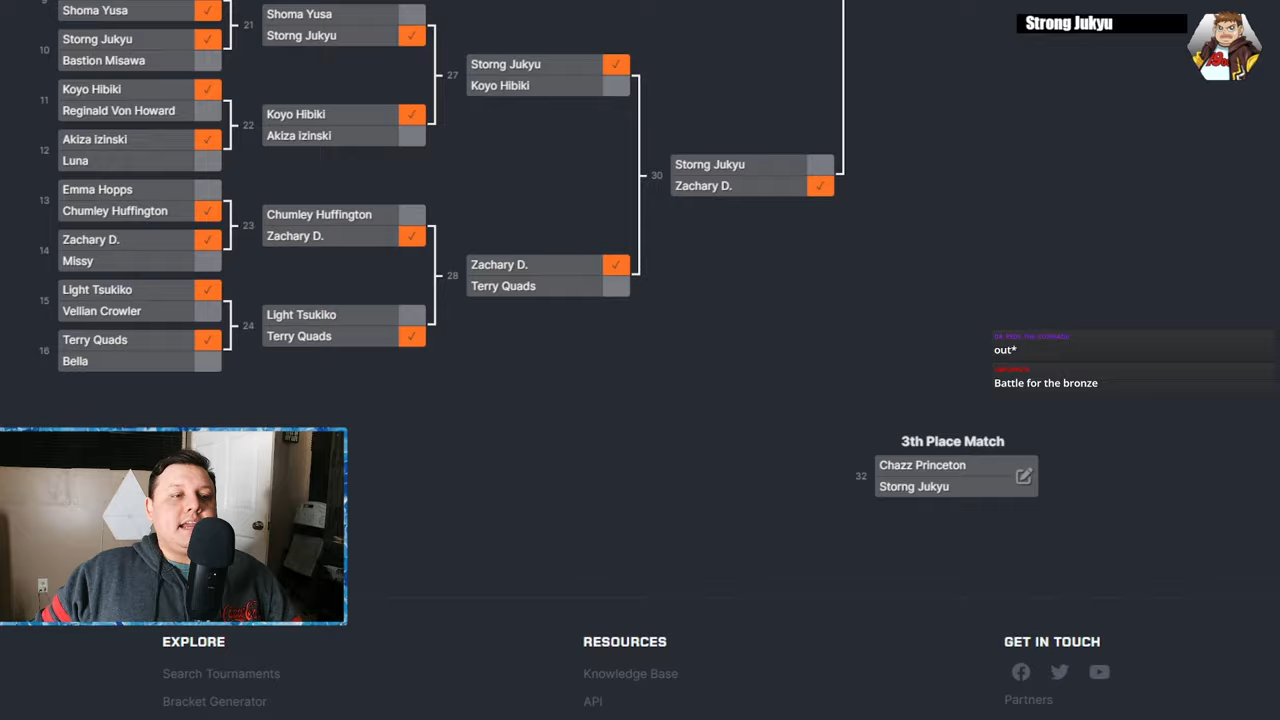 Shoma Yusa
10
Storng Jukyu
Bastion Misawa
11
Koyo Hibiki
Reginald Von Howard
12
Akiza izinski
Luna
13
Emma Hopps
Chumley Huffington
14
Zachary D.
Missy
15
Light Tsukiko
Vellian Crowler
16
Terry Quads
Bella
21
Shoma Yusa
Storng Jukyu
22
Koyo Hibiki
Akiza izinski
23
Chumley Huffington
Zachary D.
24
Light Tsukiko
Terry Quads
27
Storng Jukyu
Koyo Hibiki
28
Zachary D.
Terry Quads
30
Storng Jukyu
Zachary D.
Strong Jukyu
out*
Battle for the bronze
3th Place Match
32
Chazz Princeton
Storng Jukyu
EXPLORE
Search Tournaments
Bracket Generator
RESOURCES
Knowledge Base
API
GET IN TOUCH
Partners